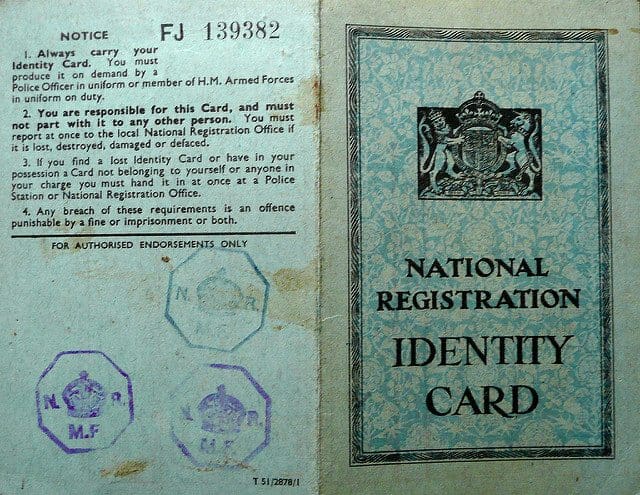 NOTICE FJ 139382
1. Always carry your
Identity Card. You must
produce it on demand by a
Police Officer in uniform or member of H.M. Armed Forces
in uniform on duty.
2. You are responsible for this Card, and must
not part with it to any other person. You must
report at once to the local National Registration Office if
it is lost, destroyed, damaged or defaced.
3. If you find a lost Identity Card or have in your
possession a Card not belonging to yourself or anyone in
your charge you must hand it in at once at a Police
Station or National Registration Office.
4. Any breach of these requirements is an offence
punishable by a fine or imprisonment or both.
FOR AUTHORISED ENDORSEMENTS ONLY
N. R.
M.F
N. R.
M.F
N. R.
M.F
T 51/2878/1
NATIONAL
REGISTRATION
IDENTITY
CARD